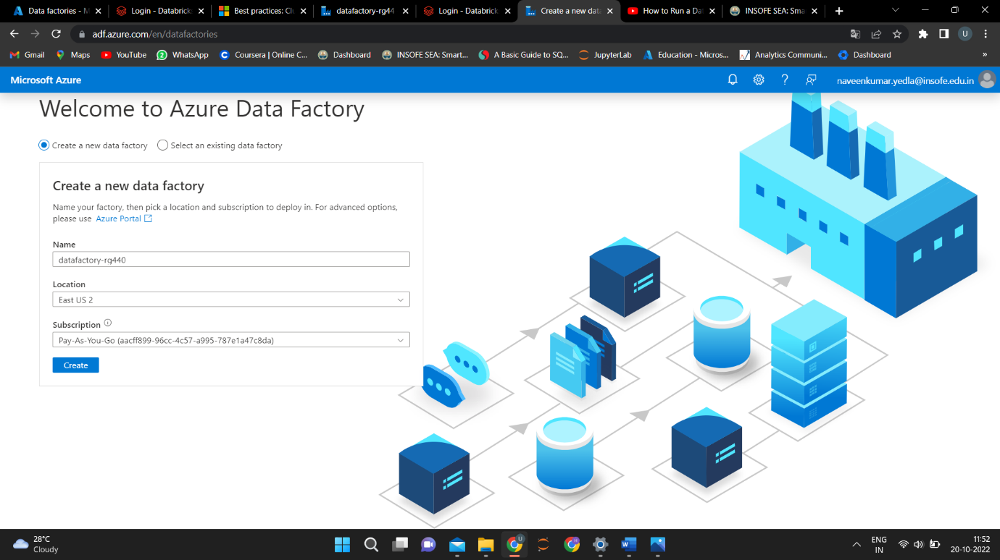 Data factories - M
Login - Databrick
Best practices: Cl
datafactory-rg44
Login - Databrick
Create a new data
How to Run a Dat
INSOFE SEA: Sma
adf.azure.com/en/datafactories
Gmail
Maps
YouTube
WhatsApp
Coursera | Online C...
Dashboard
INSOFE SEA: Smart...
A Basic Guide to SQ...
JupyterLab
Education - Micros...
Analytics Communi...
Dashboard
»
Microsoft Azure
naveenkumar.yedla@insofe.edu.in
Welcome to Azure Data Factory
Create a new data factory
Select an existing data factory
Create a new data factory
Name your factory, then pick a location and subscription to deploy in. For advanced options,
please use Azure Portal
Name
datafactory-rq440
Location
East US 2
Subscription
Pay-As-You-Go (aacff899-96cc-4c57-a995-787e1a47c8da)
Create
28°C
Cloudy
ENG
IN
11:52
20-10-2022